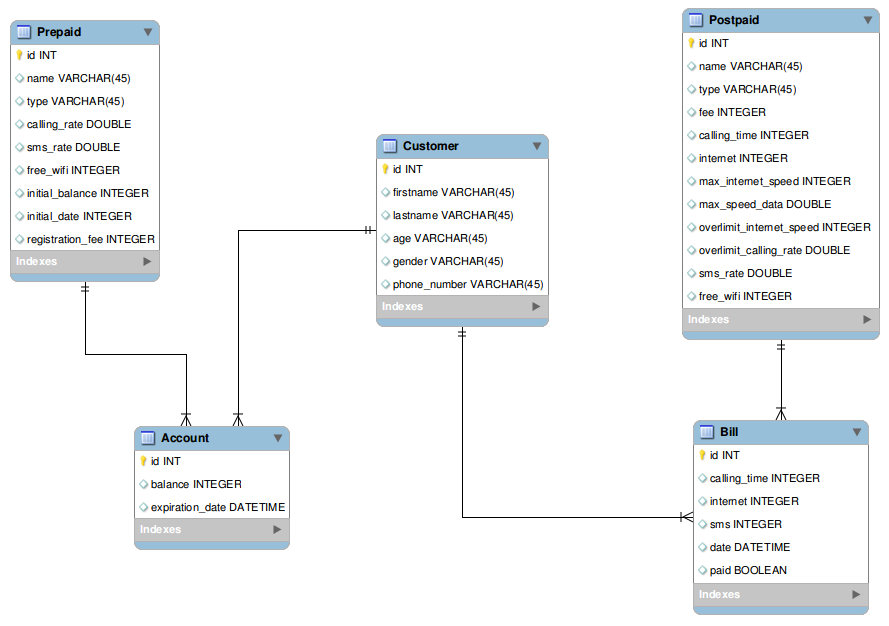 Prepaid
id INT
name VARCHAR(45)
type VARCHAR(45)
calling_rate DOUBLE
sms_rate DOUBLE
free_wifi INTEGER
initial_balance INTEGER
initial_date INTEGER
registration_fee INTEGER
Indexes
Customer
id INT
firstname VARCHAR(45)
lastname VARCHAR(45)
age VARCHAR(45)
gender VARCHAR(45)
phone_number VARCHAR(45)
Indexes
Postpaid
id INT
name VARCHAR(45)
type VARCHAR(45)
fee INTEGER
calling_time INTEGER
internet INTEGER
max_internet_speed INTEGER
max_speed_data DOUBLE
overlimit_internet_speed INTEGER
overlimit_calling_rate DOUBLE
sms_rate DOUBLE
free_wifi INTEGER
Indexes
Account
id INT
balance INTEGER
expiration_date DATETIME
Indexes
Bill
id INT
calling_time INTEGER
internet INTEGER
sms INTEGER
date DATETIME
paid BOOLEAN
Indexes